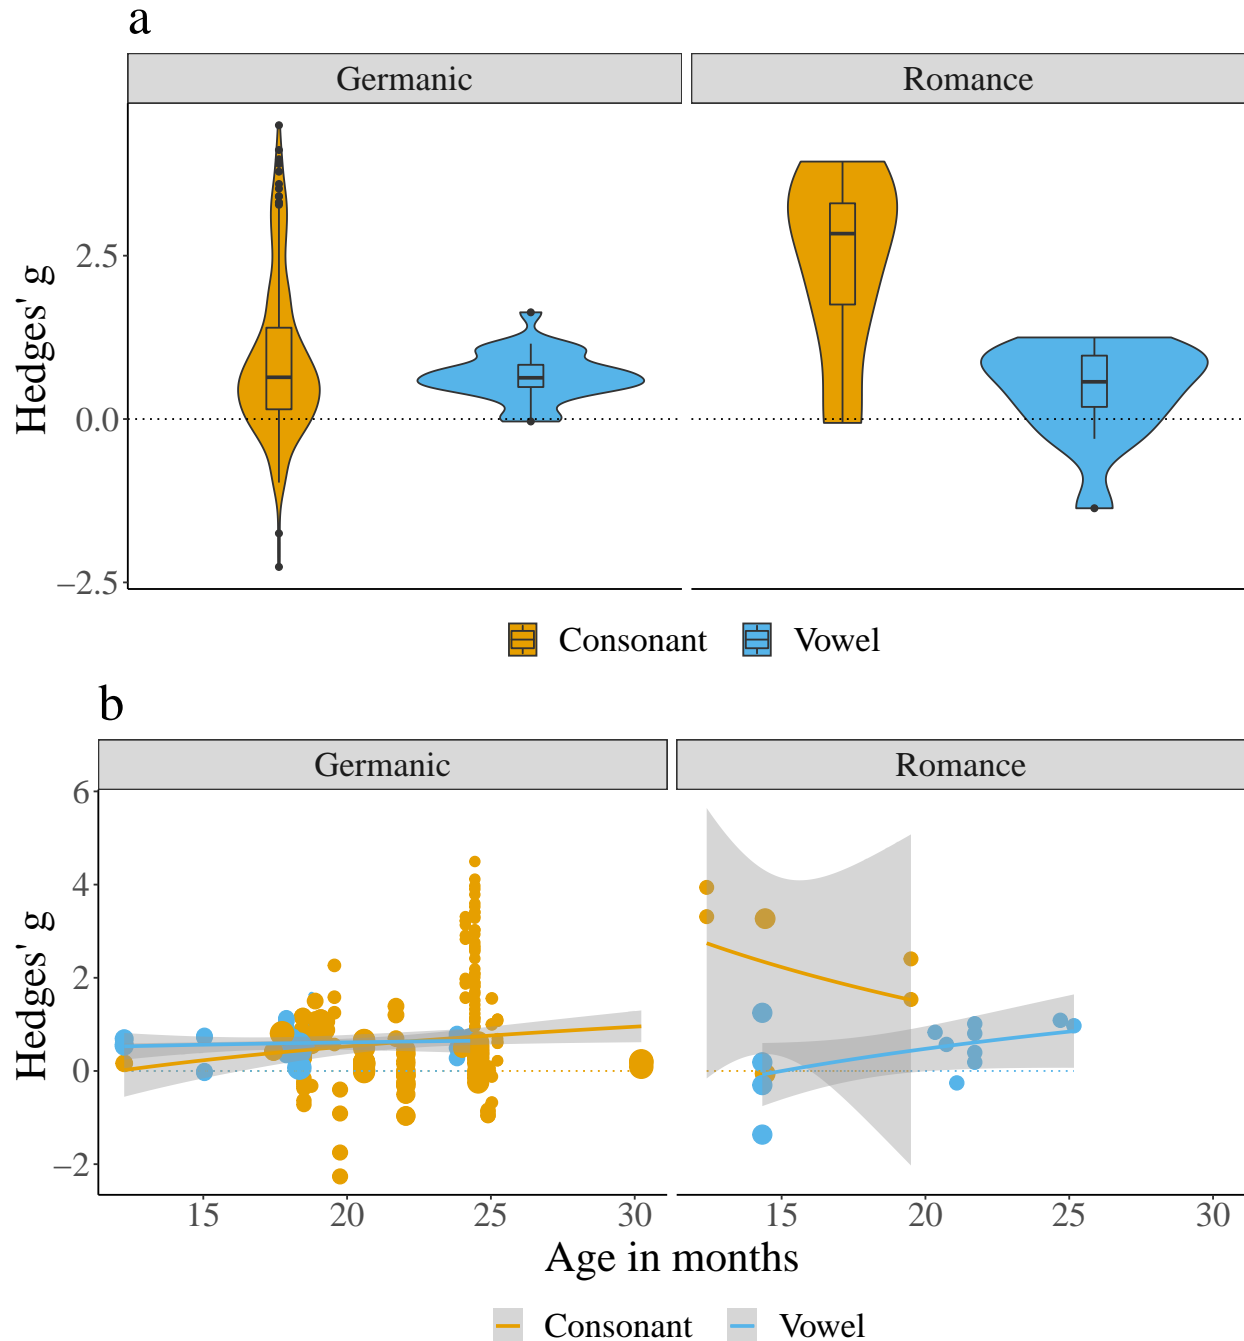 a
Germanic Romance
2.5
0.0
−2.5
Hedges' g
Consonant Vowel
b
Germanic Romance
6
4
2
0
−2
Hedges' g
15 20 25 30 15 20 25 30
Age in months
Consonant Vowel